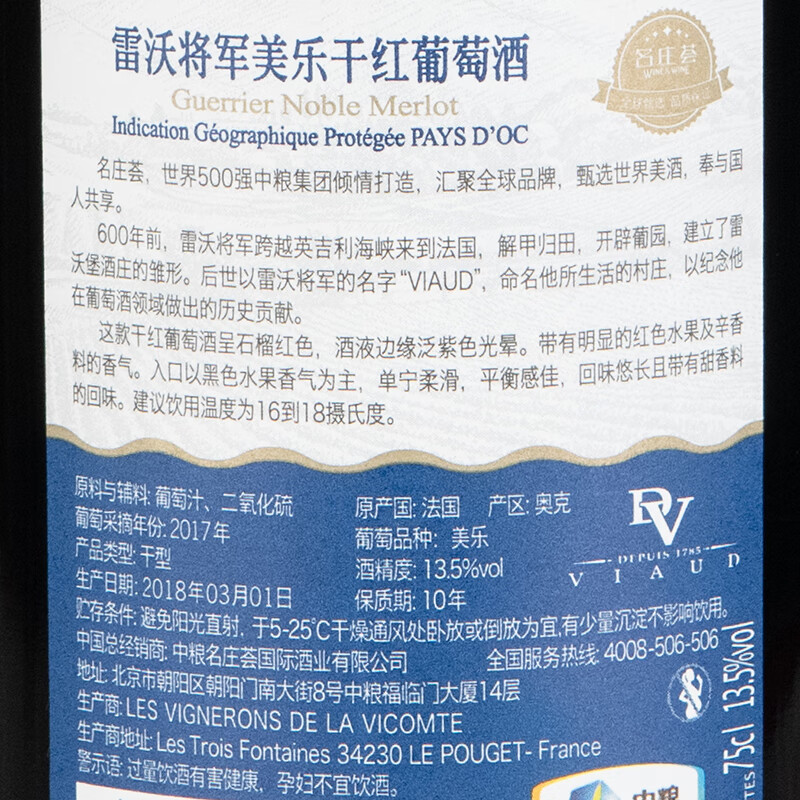 雷沃将军美乐干红葡萄酒
Guerrier Noble Merlot
Indication Géographique Protégée PAYS D'OC
名庄荟
WINE & WINE
名庄荟，世界500强中粮集团倾情打造，汇聚全球品牌，甄选世界美酒，奉与国
人共享。
600年前，雷沃将军跨越英吉利海峡来到法国，解甲归田，开辟葡园，建立了雷
沃堡酒庄的雏形。后世以雷沃将军的名字“VIAUD”，命名他所生活的村庄，以纪念他
在葡萄酒领域做出的历史贡献。
这款干红葡萄酒呈石榴红色，酒液边缘泛紫色光晕。带有明显的红色水果及辛香
料的香气。入口以黑色水果香气为主，单宁柔滑，平衡感佳，回味悠长且带有甜香料
的回味。建议饮用温度为16到18摄氏度。
原料与辅料: 葡萄汁、二氧化硫
葡萄采摘年份: 2017年
产品类型: 干型
生产日期: 2018年03月01日
原产国: 法国 产区: 奥克
葡萄品种: 美乐
酒精度: 13.5%vol
保质期: 10年
DV
DEPUIS 1785
VIAUD
贮存条件: 避免阳光直射, 于5-25℃干燥通风处卧放或倒放为宜,有少量沉淀不影响饮用。
中国总经销商: 中粮名庄荟国际酒业有限公司 全国服务热线: 4008-506-506
地址: 北京市朝阳区朝阳门南大街8号中粮福临门大厦14层
生产商: LES VIGNERONS DE LA VICOMTE
生产商地址: Les Trois Fontaines 34230 LE POUGET- France
警示语: 过量饮酒有害健康，孕妇不宜饮酒。
75cl 13.5%vol
中粮